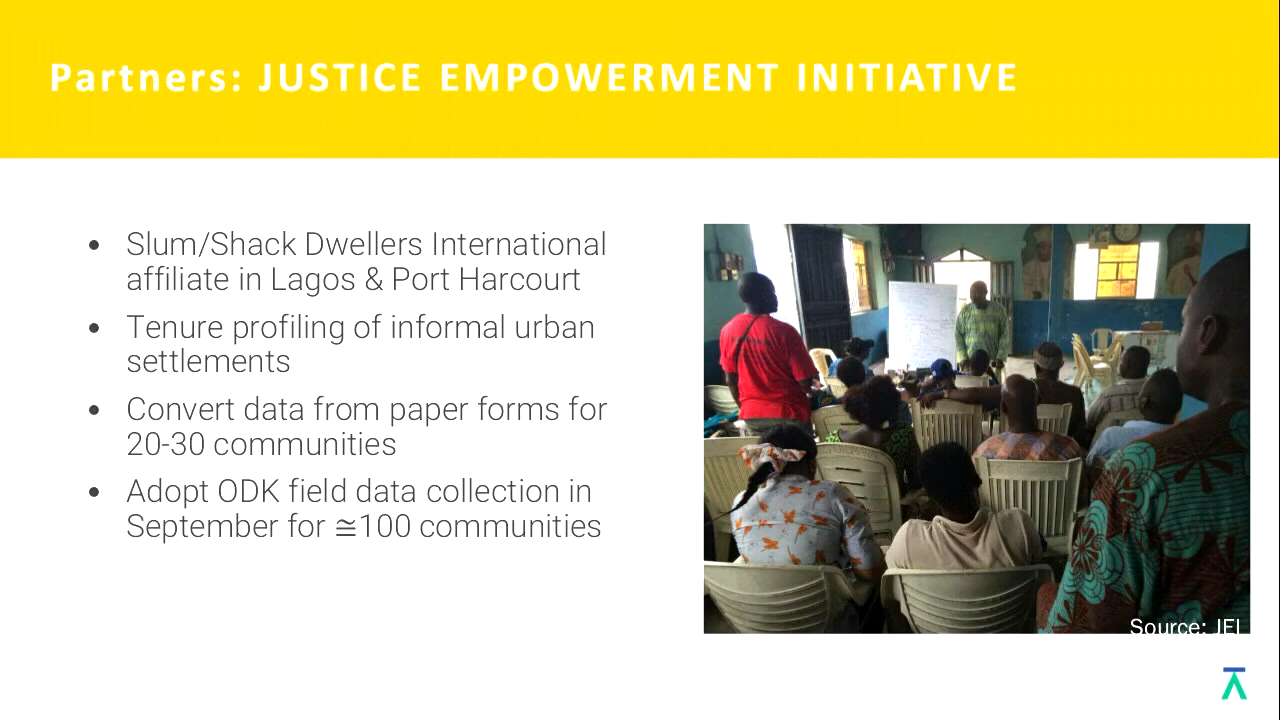 Partners: JUSTICE EMPOWERMENT INITIATIVE
• Slum/Shack Dwellers International
affiliate in Lagos & Port Harcourt
• Tenure profiling of informal urban
settlements
• Convert data from paper forms for
20-30 communities
• Adopt ODK field data collection in
September for ≅100 communities
Source: JEI